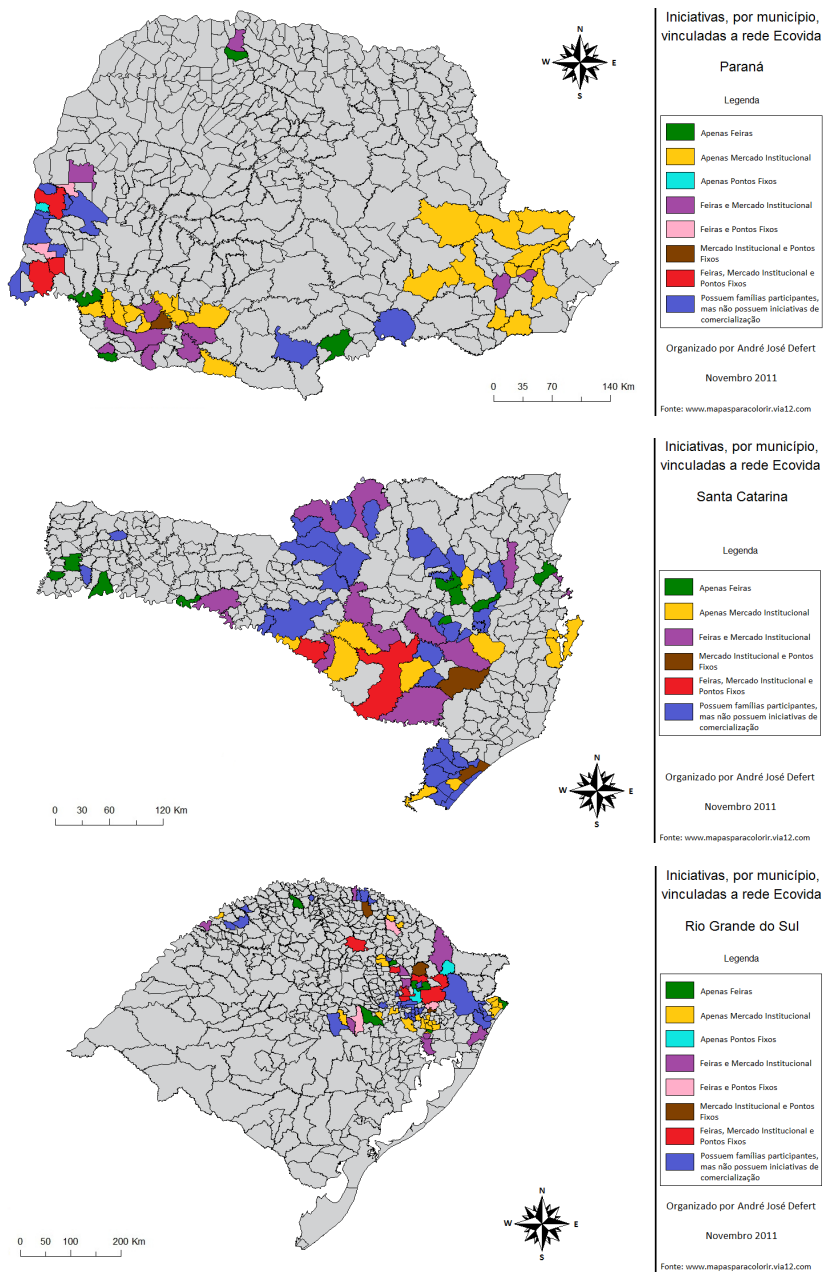 Iniciativas, por município,
vinculadas a rede Ecovida
Paraná
Legenda
Apenas Feiras
Apenas Mercado Institucional
Apenas Pontos Fixos
Feiras e Mercado Institucional
Feiras e Pontos Fixos
Mercado Institucional e Pontos
Fixos
Feiras, Mercado Institucional e
Pontos Fixos
Possuem famílias participantes,
mas não possuem iniciativas de
comercialização
Organizado por André José Defert
Novembro 2011
Fonte: www.mapasparacolorir.via12.com
N
W E
S
0 35 70 140 Km
Iniciativas, por município,
vinculadas a rede Ecovida
Santa Catarina
Legenda
Apenas Feiras
Apenas Mercado Institucional
Feiras e Mercado Institucional
Mercado Institucional e Pontos
Fixos
Feiras, Mercado Institucional e
Pontos Fixos
Possuem famílias participantes,
mas não possuem iniciativas de
comercialização
Organizado por André José Defert
Novembro 2011
Fonte: www.mapasparacolorir.via12.com
N
W E
S
0 30 60 120 Km
Iniciativas, por município,
vinculadas a rede Ecovida
Rio Grande do Sul
Legenda
Apenas Feiras
Apenas Mercado Institucional
Apenas Pontos Fixos
Feiras e Mercado Institucional
Feiras e Pontos Fixos
Mercado Institucional e Pontos
Fixos
Feiras, Mercado Institucional e
Pontos Fixos
Possuem famílias participantes,
mas não possuem iniciativas de
comercialização
Organizado por André José Defert
Novembro 2011
Fonte: www.mapasparacolorir.via12.com
N
W E
S
0 50 100 200 Km